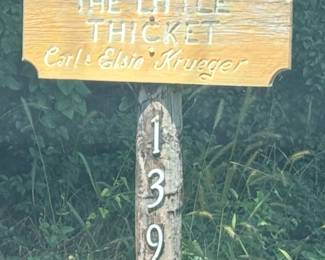 THE LITTLE
THICKET
Carl & Elsie Krueger
1
3
9